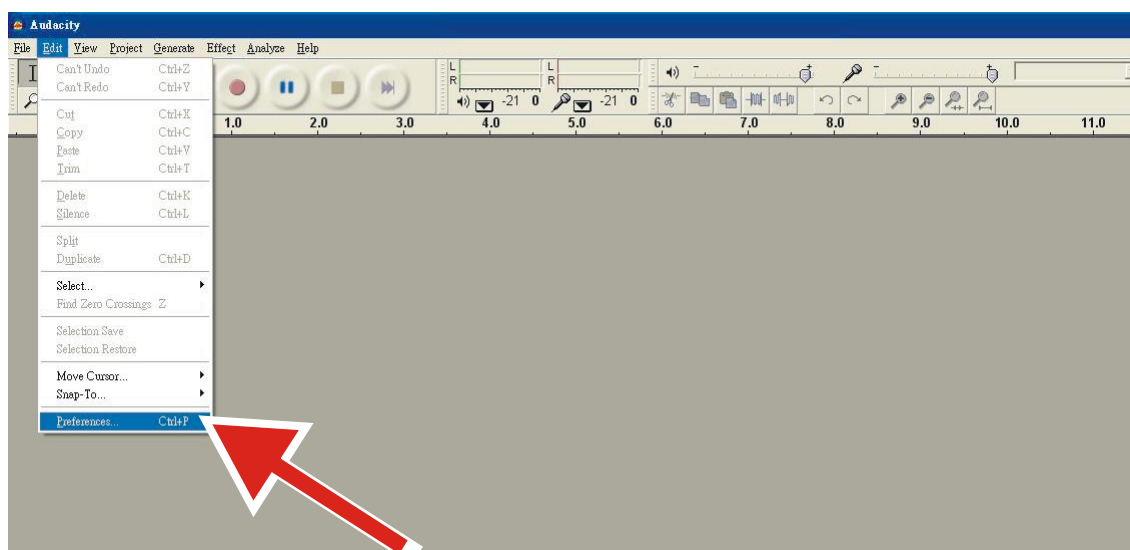 Audacity
File Edit View Project Generate Effect Analyze Help
Can't Undo Ctrl+Z
Can't Redo Ctrl+Y
Cut Ctrl+X
Copy Ctrl+C
Paste Ctrl+V
Trim Ctrl+T
Delete Ctrl+K
Silence Ctrl+L
Split
Duplicate Ctrl+D
Select...
Find Zero Crossings Z
Selection Save
Selection Restore
Move Cursor...
Snap-To...
Preferences... Ctrl+P
L
R
-21 0
L
R
-21 0
1.0 2.0 3.0 4.0 5.0 6.0 7.0 8.0 9.0 10.0 11.0